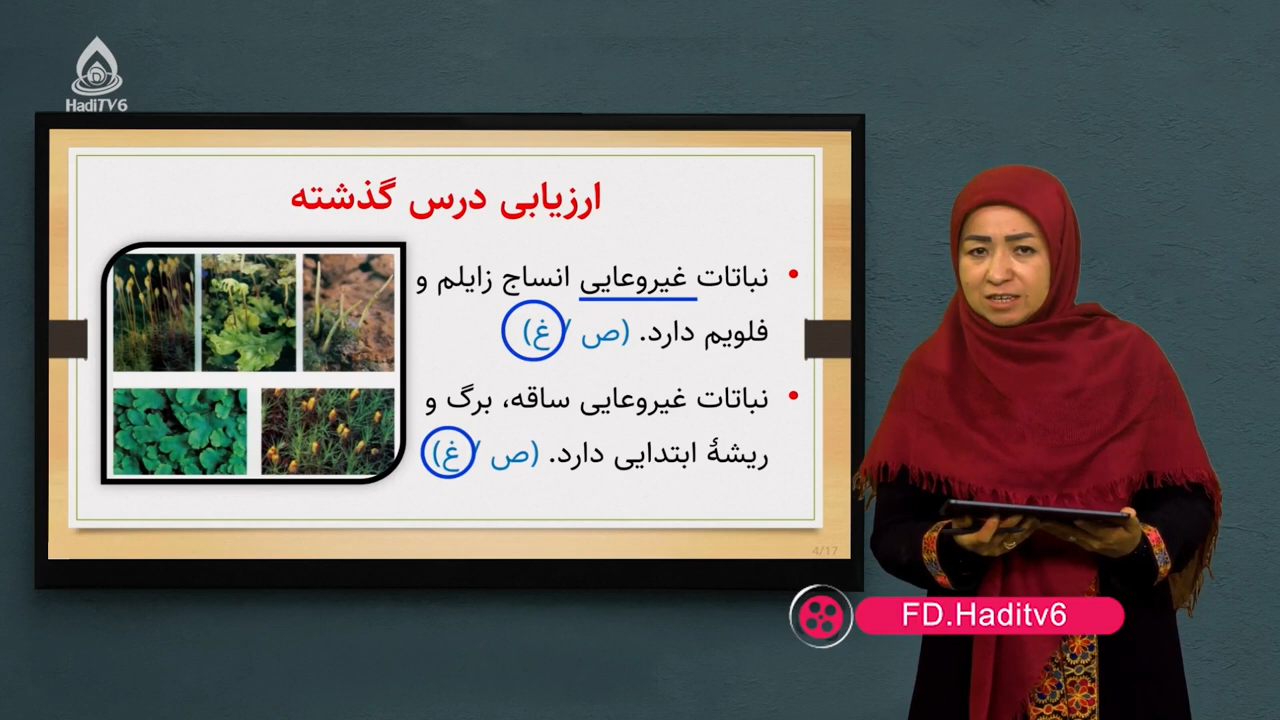 HadiTV6
ارزیابی درس گذشته
• نباتات غیروعایی انساج زایلم و
فلویم دارد. (ص / غ)
• نباتات غیروعایی ساقه، برگ و
ریشهٔ ابتدایی دارد. (ص / غ)
4/17
FD.Haditv6